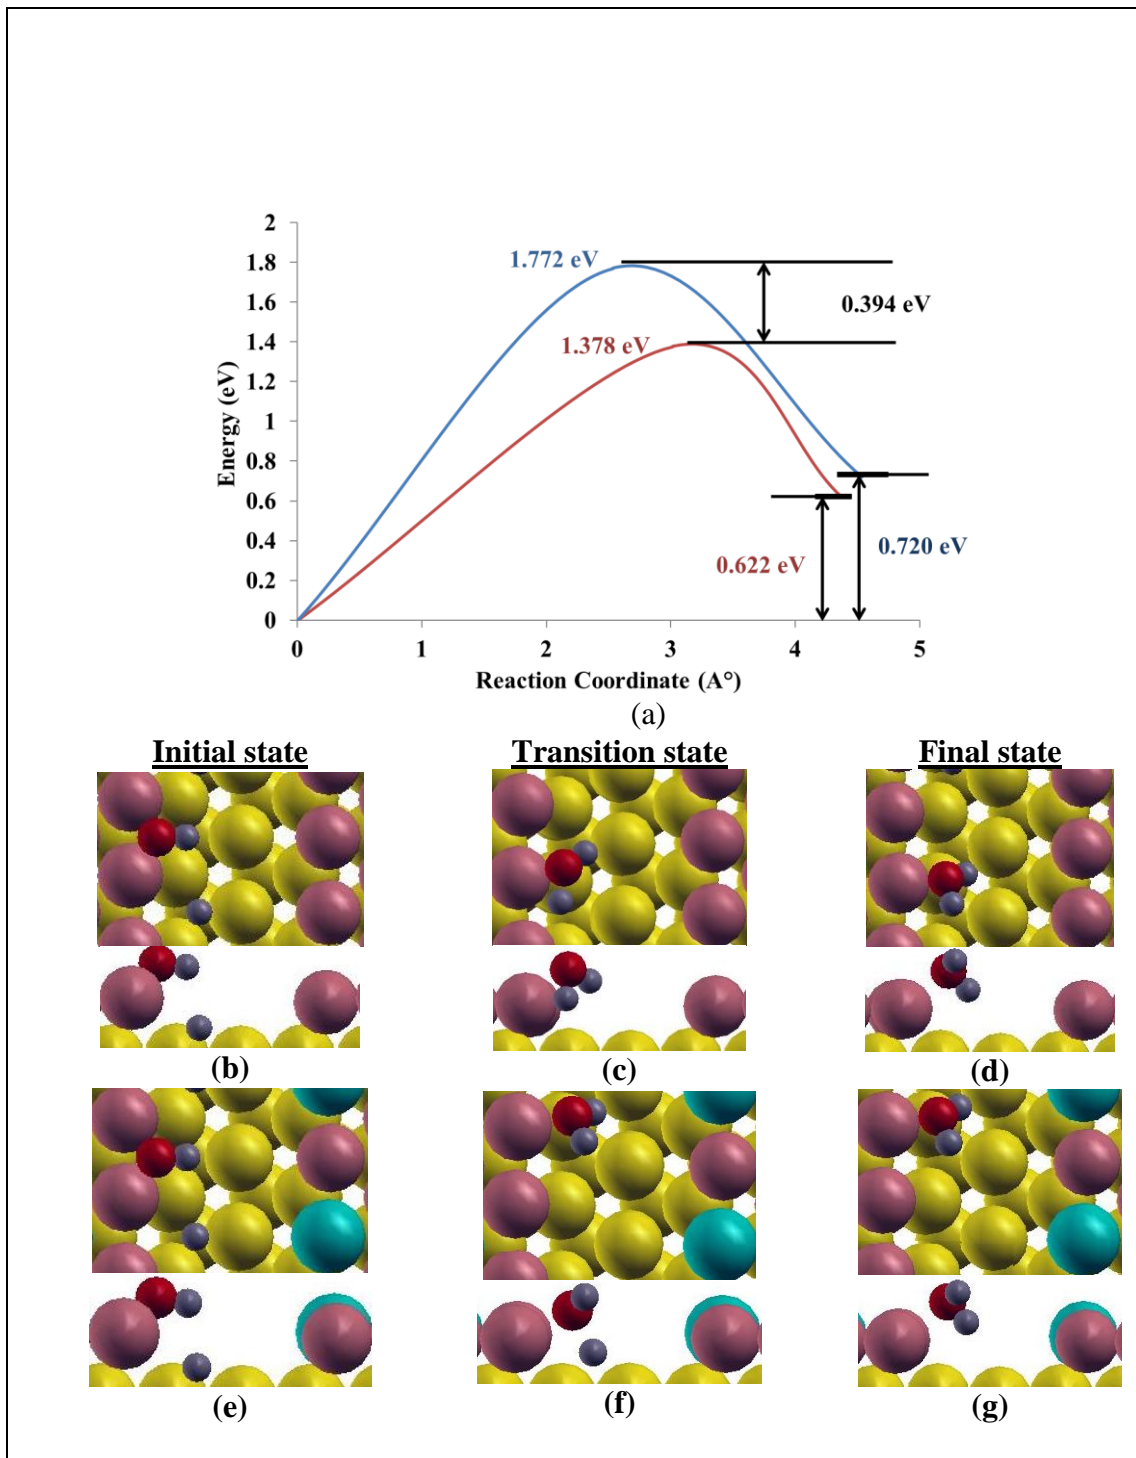 2
1.8
1.6
1.4
1.2
1
0.8
0.6
0.4
0.2
0
Energy (eV)
1.772 eV
1.378 eV
0.394 eV
0.622 eV
0.720 eV
0 1 2 3 4 5
Reaction Coordinate (A°)
(a)
Initial state Transition state Final state
(b) (c) (d)
(e) (f) (g)